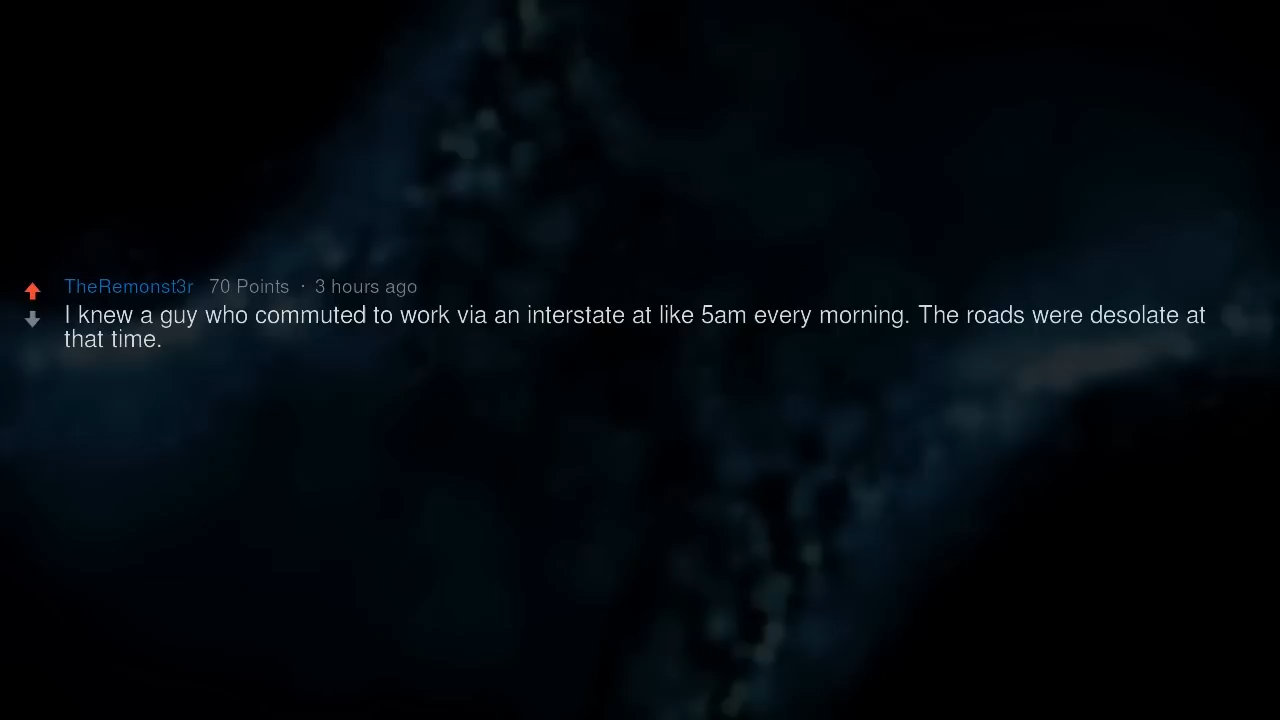 TheRemonst3r 70 Points · 3 hours ago
I knew a guy who commuted to work via an interstate at like 5am every morning. The roads were desolate at
that time.